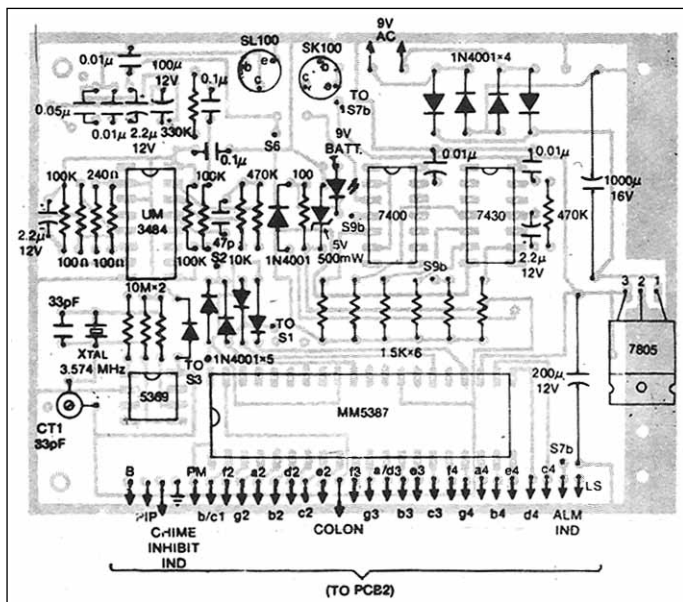 SL100
SK100
9V
AC
1N4001×4
0.01μ
100μ
12V
0.1μ
0.05μ
0.01μ
2.2μ
12V
330K
0.1μ
e
b
c
e
b
c
TO
S7b
S6
9V
BATT.
0.01μ
0.01μ
1000μ
16V
100K
240Ω
UM
3484
100K
470K
100
7400
7430
470K
2.2μ
12V
100Ω
100Ω
100K
47p
S2
10K
1N4001
5V
500mW
S9b
S9b
2.2μ
12V
33pF
10M×2
XTAL
3.574 MHz
TO
S3
1N4001×5
TO
S1
1.5K×6
3 2 1
7805
200μ
12V
CT1
33pF
5369
MM5387
S7b
B
PM
f2
a2
d2
e2
f3
a/d3
e3
f4
a4
e4
c4
LS
PIP
b/c1
g2
b2
c2
COLON
g3
b3
c3
g4
b4
d4
ALM
IND
CHIME
INHIBIT
IND
(TO PCB2)